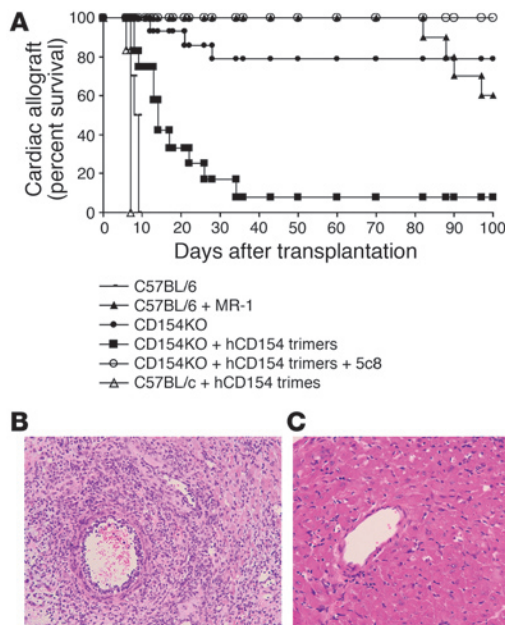 A
Cardiac allograft
(percent survival)
100
80
60
40
20
0
0 10 20 30 40 50 60 70 80 90 100
Days after transplantation
C57BL/6
C57BL/6 + MR-1
CD154KO
CD154KO + hCD154 trimers
CD154KO + hCD154 trimers + 5c8
C57BL/c + hCD154 trimes
B
C